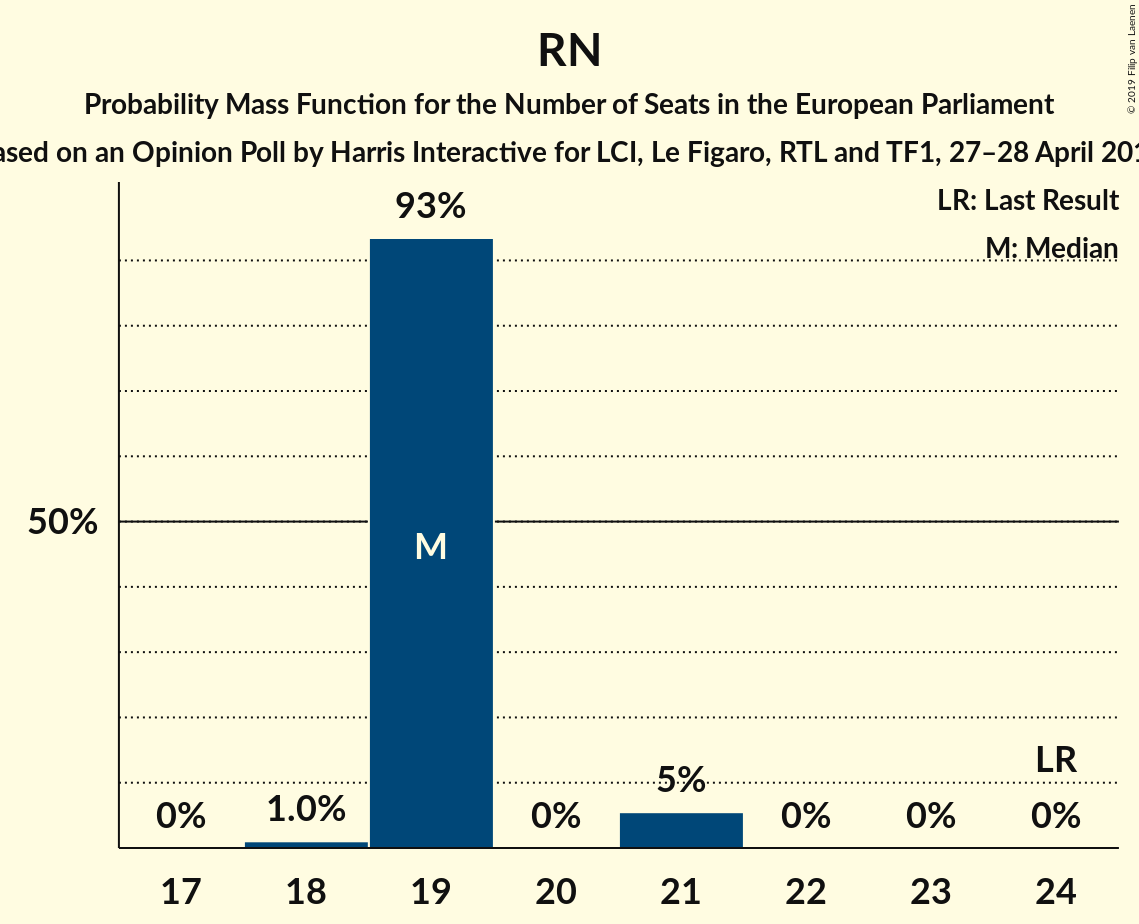 RN
Probability Mass Function for the Number of Seats in the European Parliament
ased on an Opinion Poll by Harris Interactive for LCI, Le Figaro, RTL and TF1, 27–28 April 201
© 2019 Filip van Laenen
LR: Last Result
M: Median
93%
50%
M
LR
0%
1.0%
0%
5%
0%
0%
0%
17
18
19
20
21
22
23
24